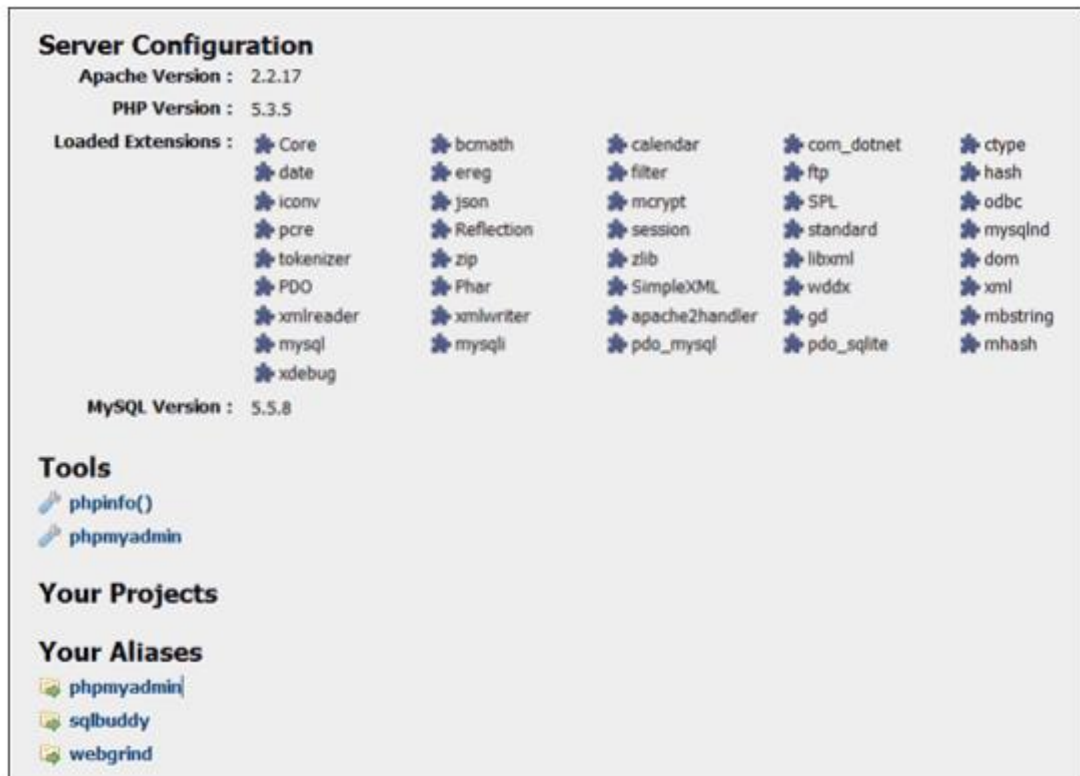 Server Configuration
Apache Version : 2.2.17
PHP Version : 5.3.5
Loaded Extensions : Core bcmath calendar com_dotnet ctype
date ereg filter ftp hash
iconv json mcrypt SPL odbc
pcre Reflection session standard mysqlnd
tokenizer zip zlib libxml dom
PDO Phar SimpleXML wddx xml
xmlreader xmlwriter apache2handler gd mbstring
mysql mysqli pdo_mysql pdo_sqlite mhash
xdebug
MySQL Version : 5.5.8
Tools
phpinfo()
phpmyadmin
Your Projects
Your Aliases
phpmyadmin
sqlbuddy
webgrind